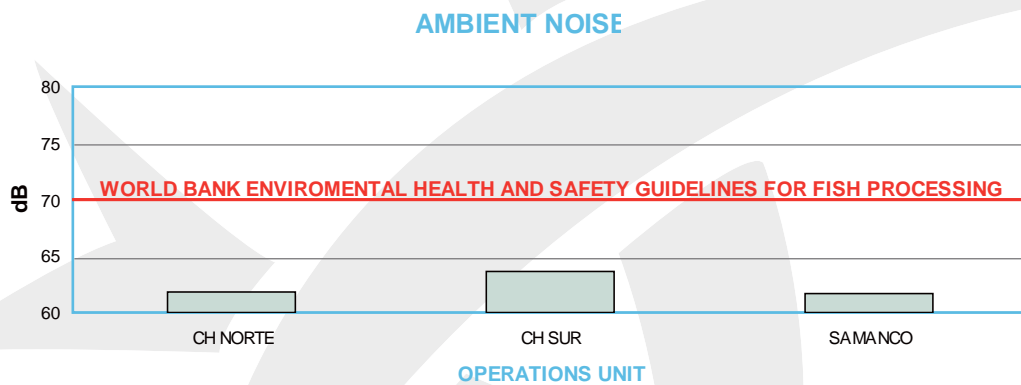 AMBIENT NOISE
80
75
dB
WORLD BANK ENVIROMENTAL HEALTH AND SAFETY GUIDELINES FOR FISH PROCESSING
70
65
60
CH NORTE CH SUR SAMANCO
OPERATIONS UNIT